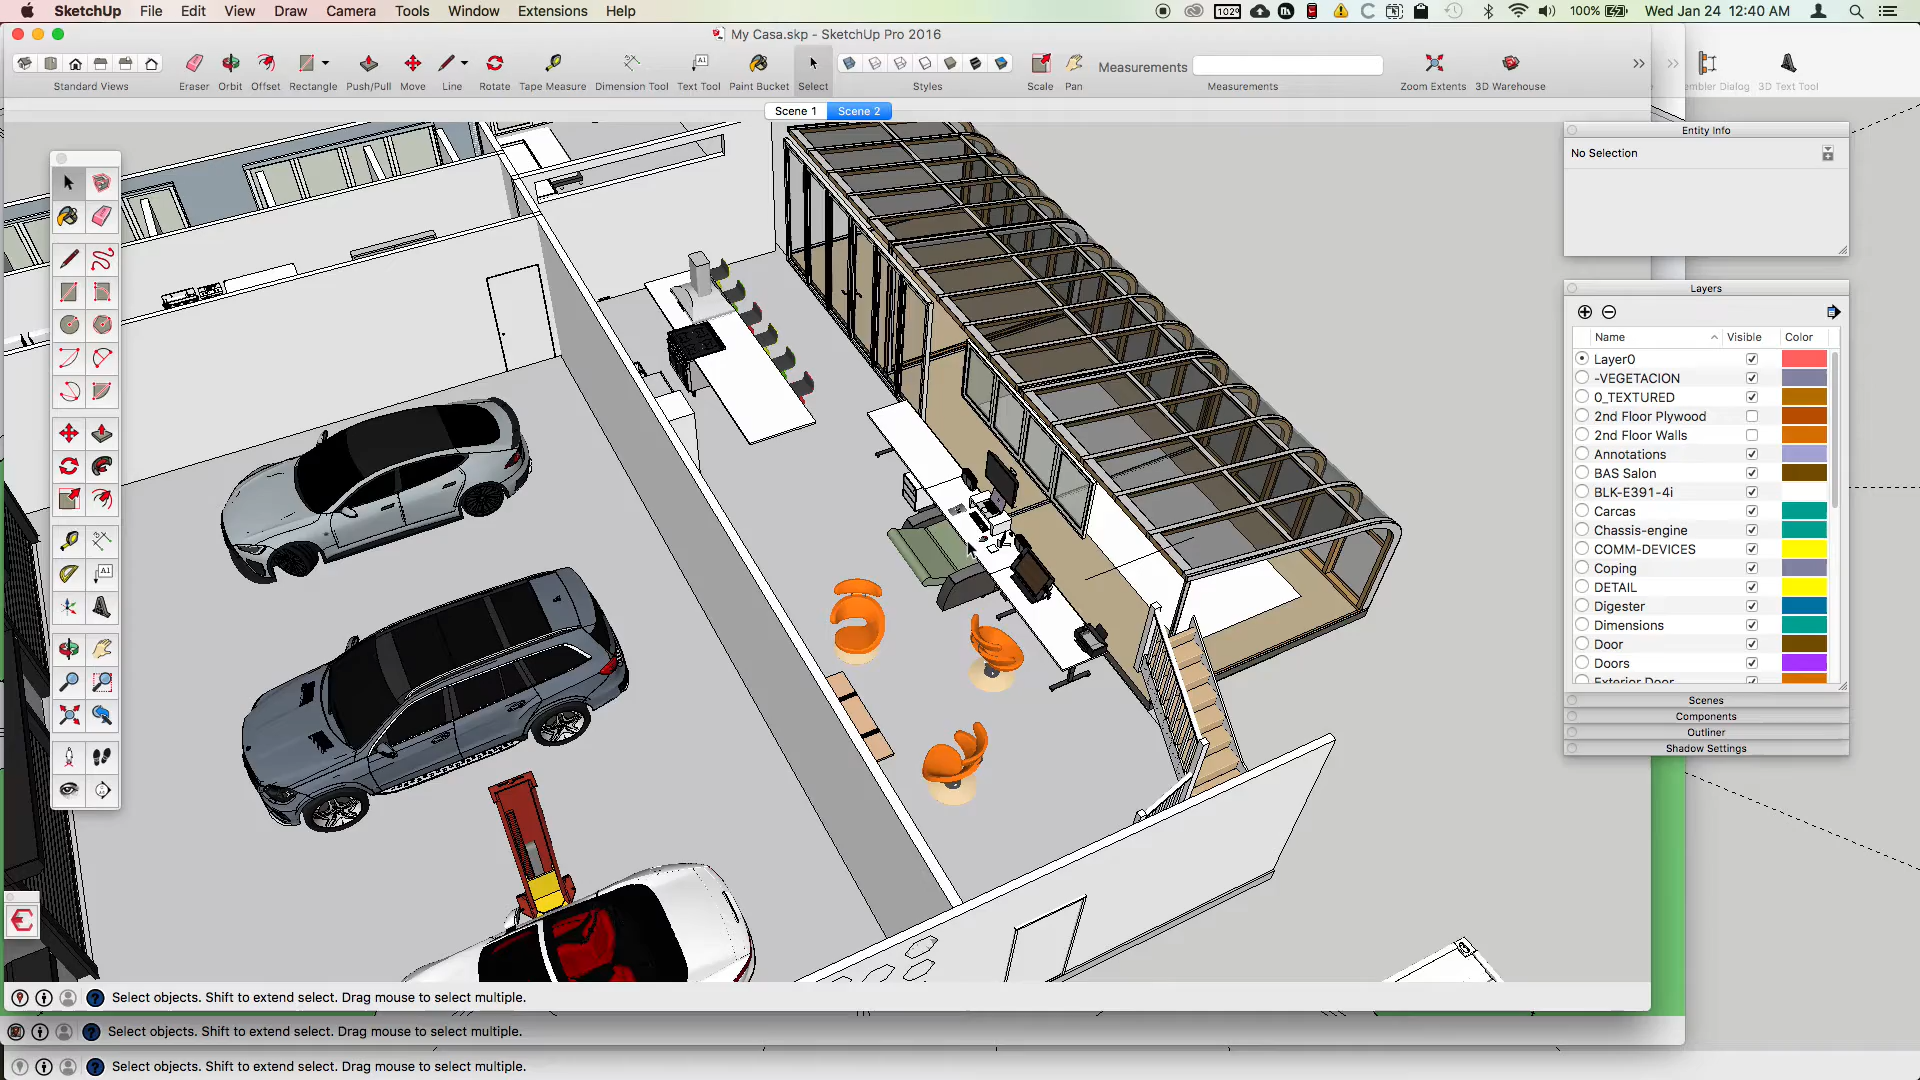 SketchUp File Edit View Draw Camera Tools Window Extensions Help 102° 100% Wed Jan 24 12:40 AM
My Casa.skp - SketchUp Pro 2016
Measurements
Standard Views Eraser Orbit Offset Rectangle Push/Pull Move Line Rotate Tape Measure Dimension Tool Text Tool Paint Bucket Select Styles Scale Pan Measurements Zoom Extents 3D Warehouse embler Dialog 3D Text Tool
Scene 1 Scene 2
Entity Info
No Selection
Layers
Name Visible Color
Layer0
-VEGETACION
0_TEXTURED
2nd Floor Plywood
2nd Floor Walls
Annotations
BAS Salon
BLK-E391-4i
Carcas
Chassis-engine
COMM-DEVICES
Coping
DETAIL
Digester
Dimensions
Door
Doors
Exterior Door
Scenes
Components
Outliner
Shadow Settings
Select objects. Shift to extend select. Drag mouse to select multiple.
Select objects. Shift to extend select. Drag mouse to select multiple.
Select objects. Shift to extend select. Drag mouse to select multiple.